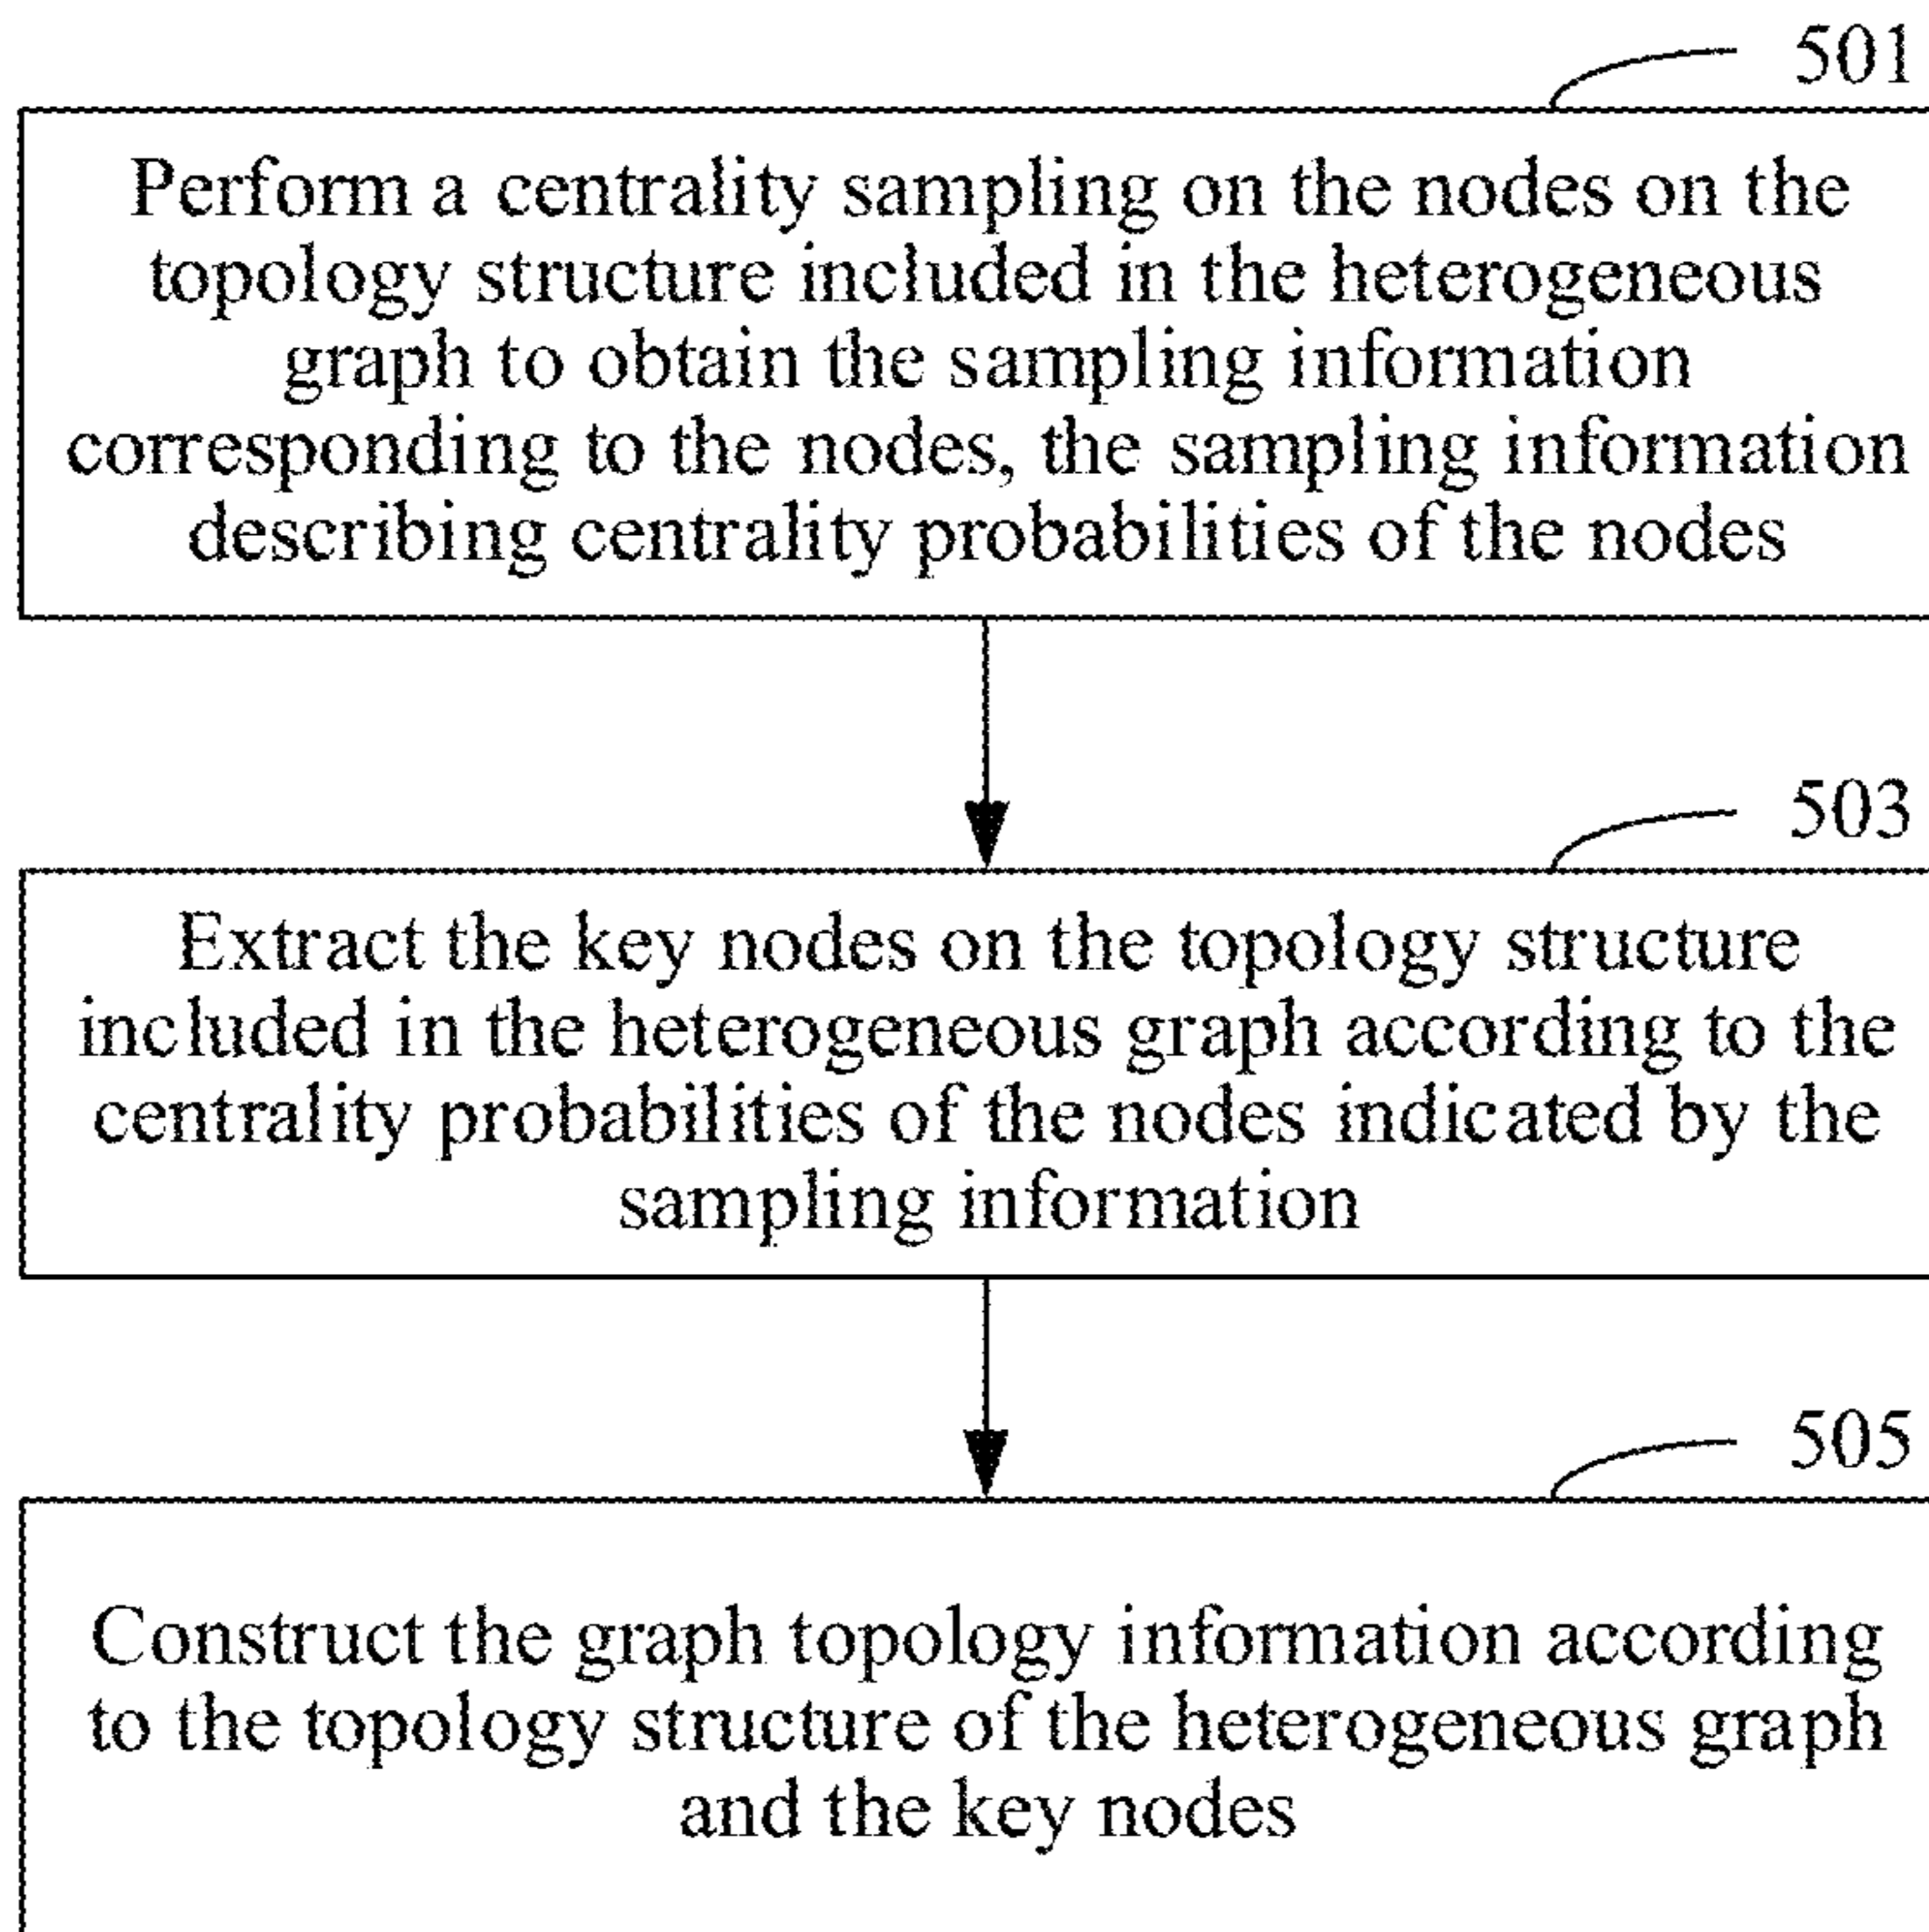 501
Perform a centrality sampling on the nodes on the
topology structure included in the heterogeneous
graph to obtain the sampling information
corresponding to the nodes, the sampling information
describing centrality probabilities of the nodes
503
Extract the key nodes on the topology structure
included in the heterogeneous graph according to the
centrality probabilities of the nodes indicated by the
sampling information
505
Construct the graph topology information according
to the topology structure of the heterogeneous graph
and the key nodes